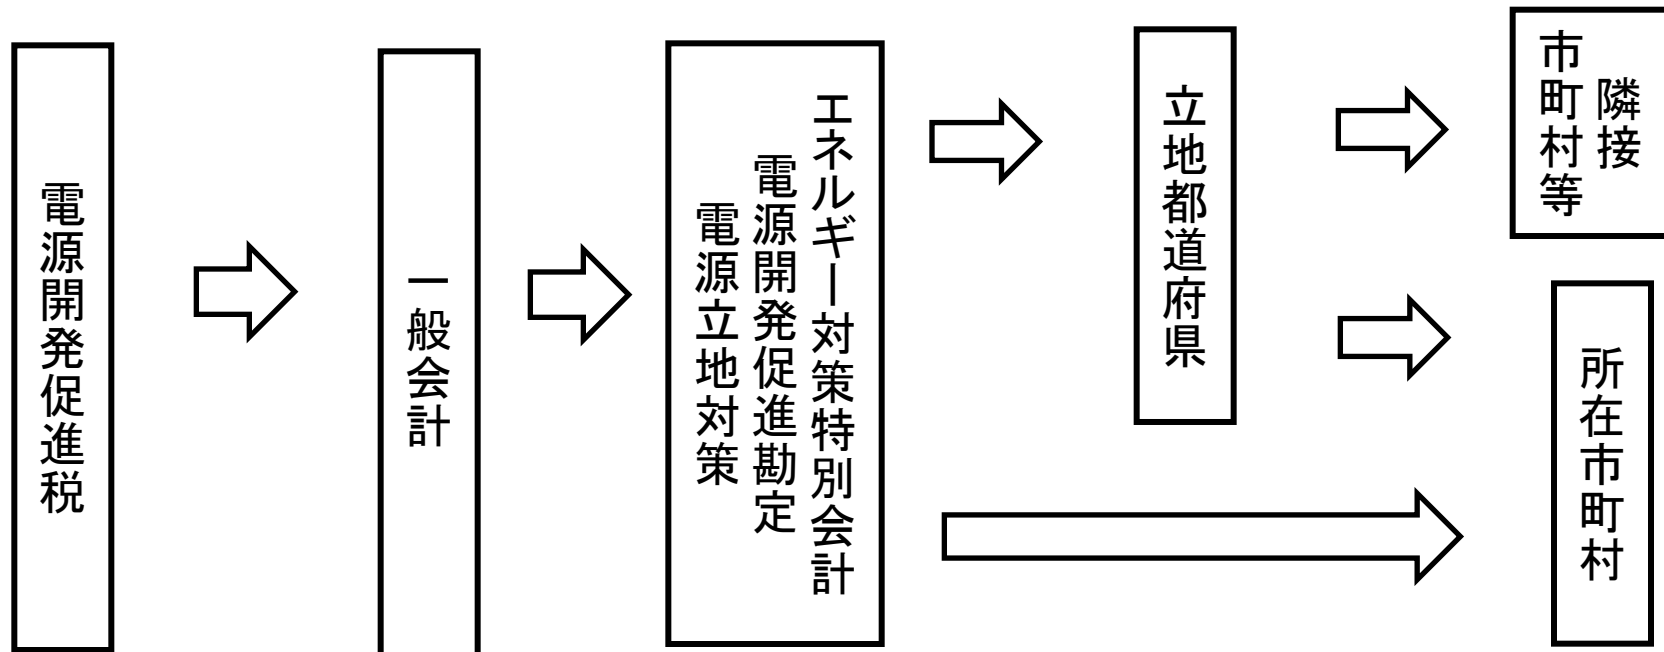 電源開発促進税
一般会計
エネルギー対策特別会計
電源開発促進勘定
電源立地対策
立地都道府県
隣接
市町村等
所在市町村